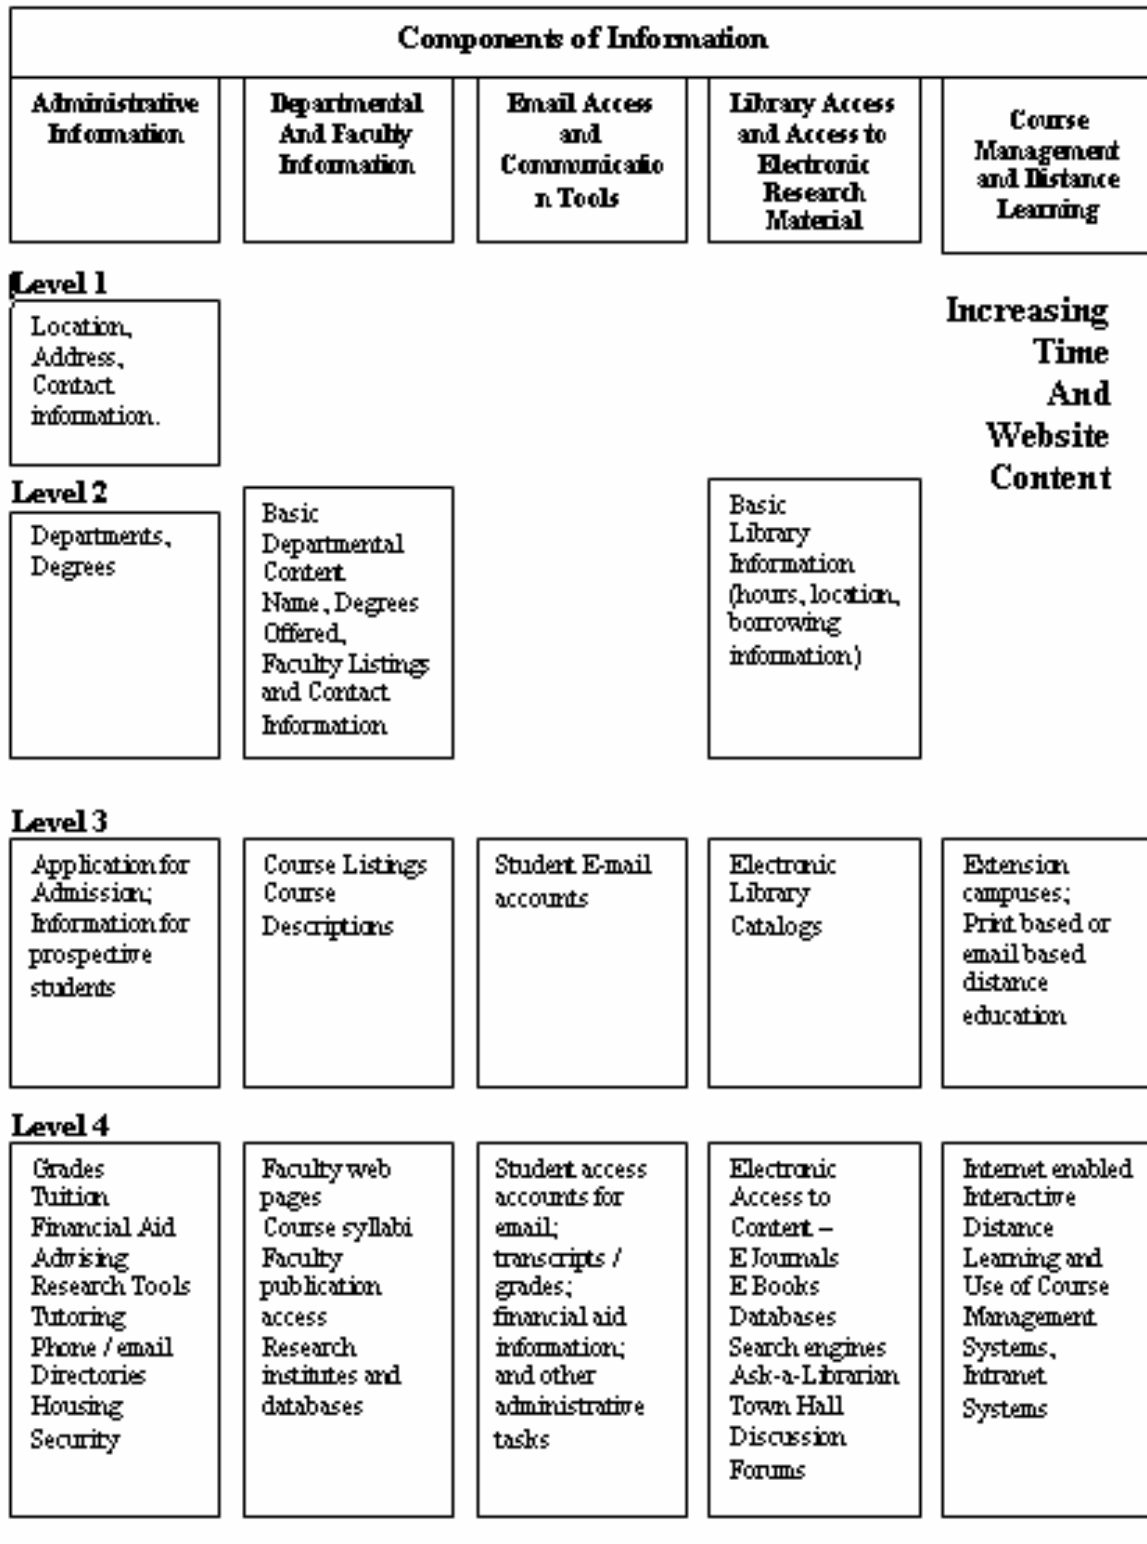 Components of Information
Administrative
Information
Departmental
And Faculty
Information
Email Access
and
Communicatio
n Tools
Library Access
and Access to
Electronic
Research
Material
Course
Management
and Distance
Learning
Level 1
Location,
Address,
Contact
information.
Increasing
Time
And
Website
Content
Level 2
Departments,
Degrees
Basic
Departmental
Content
Name, Degrees
Offered,
Faculty Listings
and Contact
Information
Basic
Library
Information
(hours, location,
borrowing
information)
Level 3
Application for
Admission;
Information for
prospective
students
Course Listings
Course
Descriptions
Student E-mail
accounts
Electronic
Library
Catalogs
Extension
campuses;
Print based or
email based
distance
education
Level 4
Grades
Tuition
Financial Aid
Advising
Research Tools
Tutoring
Phone / email
Directories
Housing
Security
Faculty web
pages
Course syllabi
Faculty
publication
access
Research
institutes and
databases
Student access
accounts for
email;
transcripts /
grades;
financial aid
information;
and other
administrative
tasks
Electronic
Access to
Content –
E Journals
E Books
Databases
Search engines
Ask-a-Librarian
Town Hall
Discussion
Forums
Internet enabled
Interactive
Distance
Learning and
Use of Course
Management
Systems,
Intranet
Systems